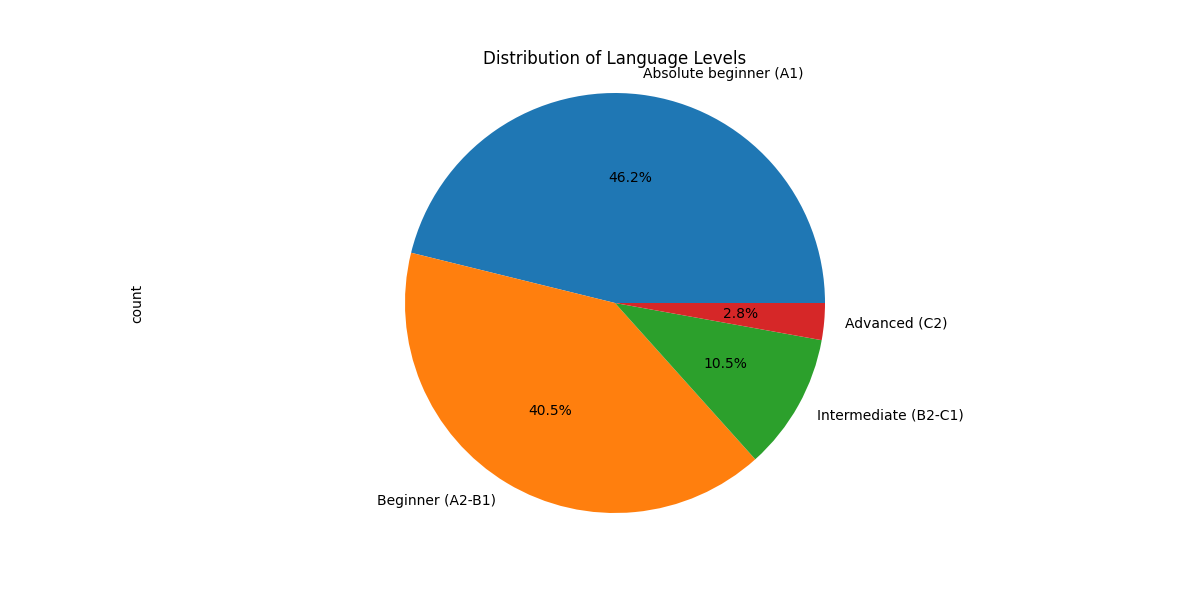 Distribution of Language Levels
Absolute beginner (A1)
46.2%
count
2.8%
Advanced (C2)
10.5%
40.5%
Intermediate (B2-C1)
Beginner (A2-B1)